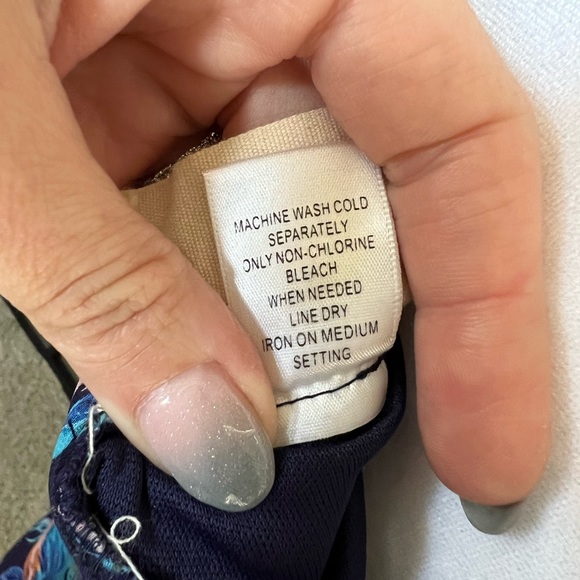 MACHINE WASH COLD
SEPARATELY
ONLY NON-CHLORINE
BLEACH
WHEN NEEDED
LINE DRY
IRON ON MEDIUM
SETTING